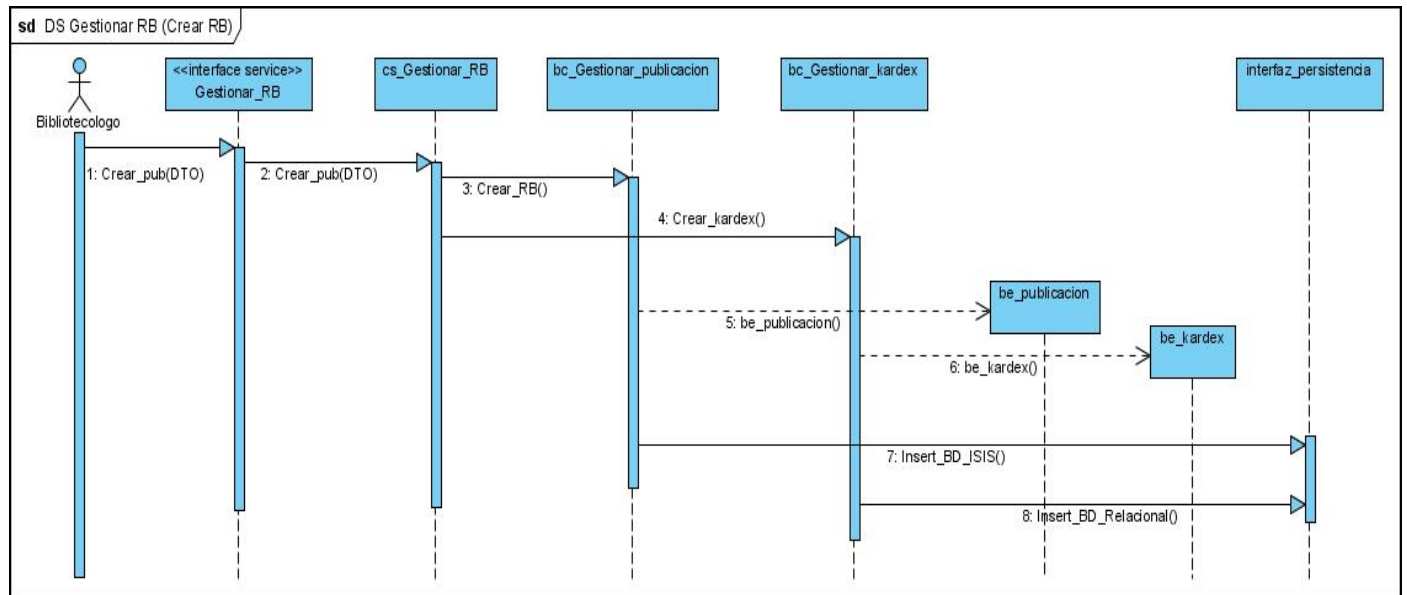 sd DS Gestionar RB (Crear RB)
<<interface service>>
Gestionar_RB
cs_Gestionar_RB
bc_Gestionar_publicacion
bc_Gestionar_kardex
interfaz_persistencia
Bibliotecologo
1: Crear_pub(DTO)
2: Crear_pub(DTO)
3: Crear_RB()
4: Crear_kardex()
be_publicacion
5: be_publicacion()
be_kardex
6: be_kardex()
7: Insert_BD_ISIS()
8: Insert_BD_Relacional()